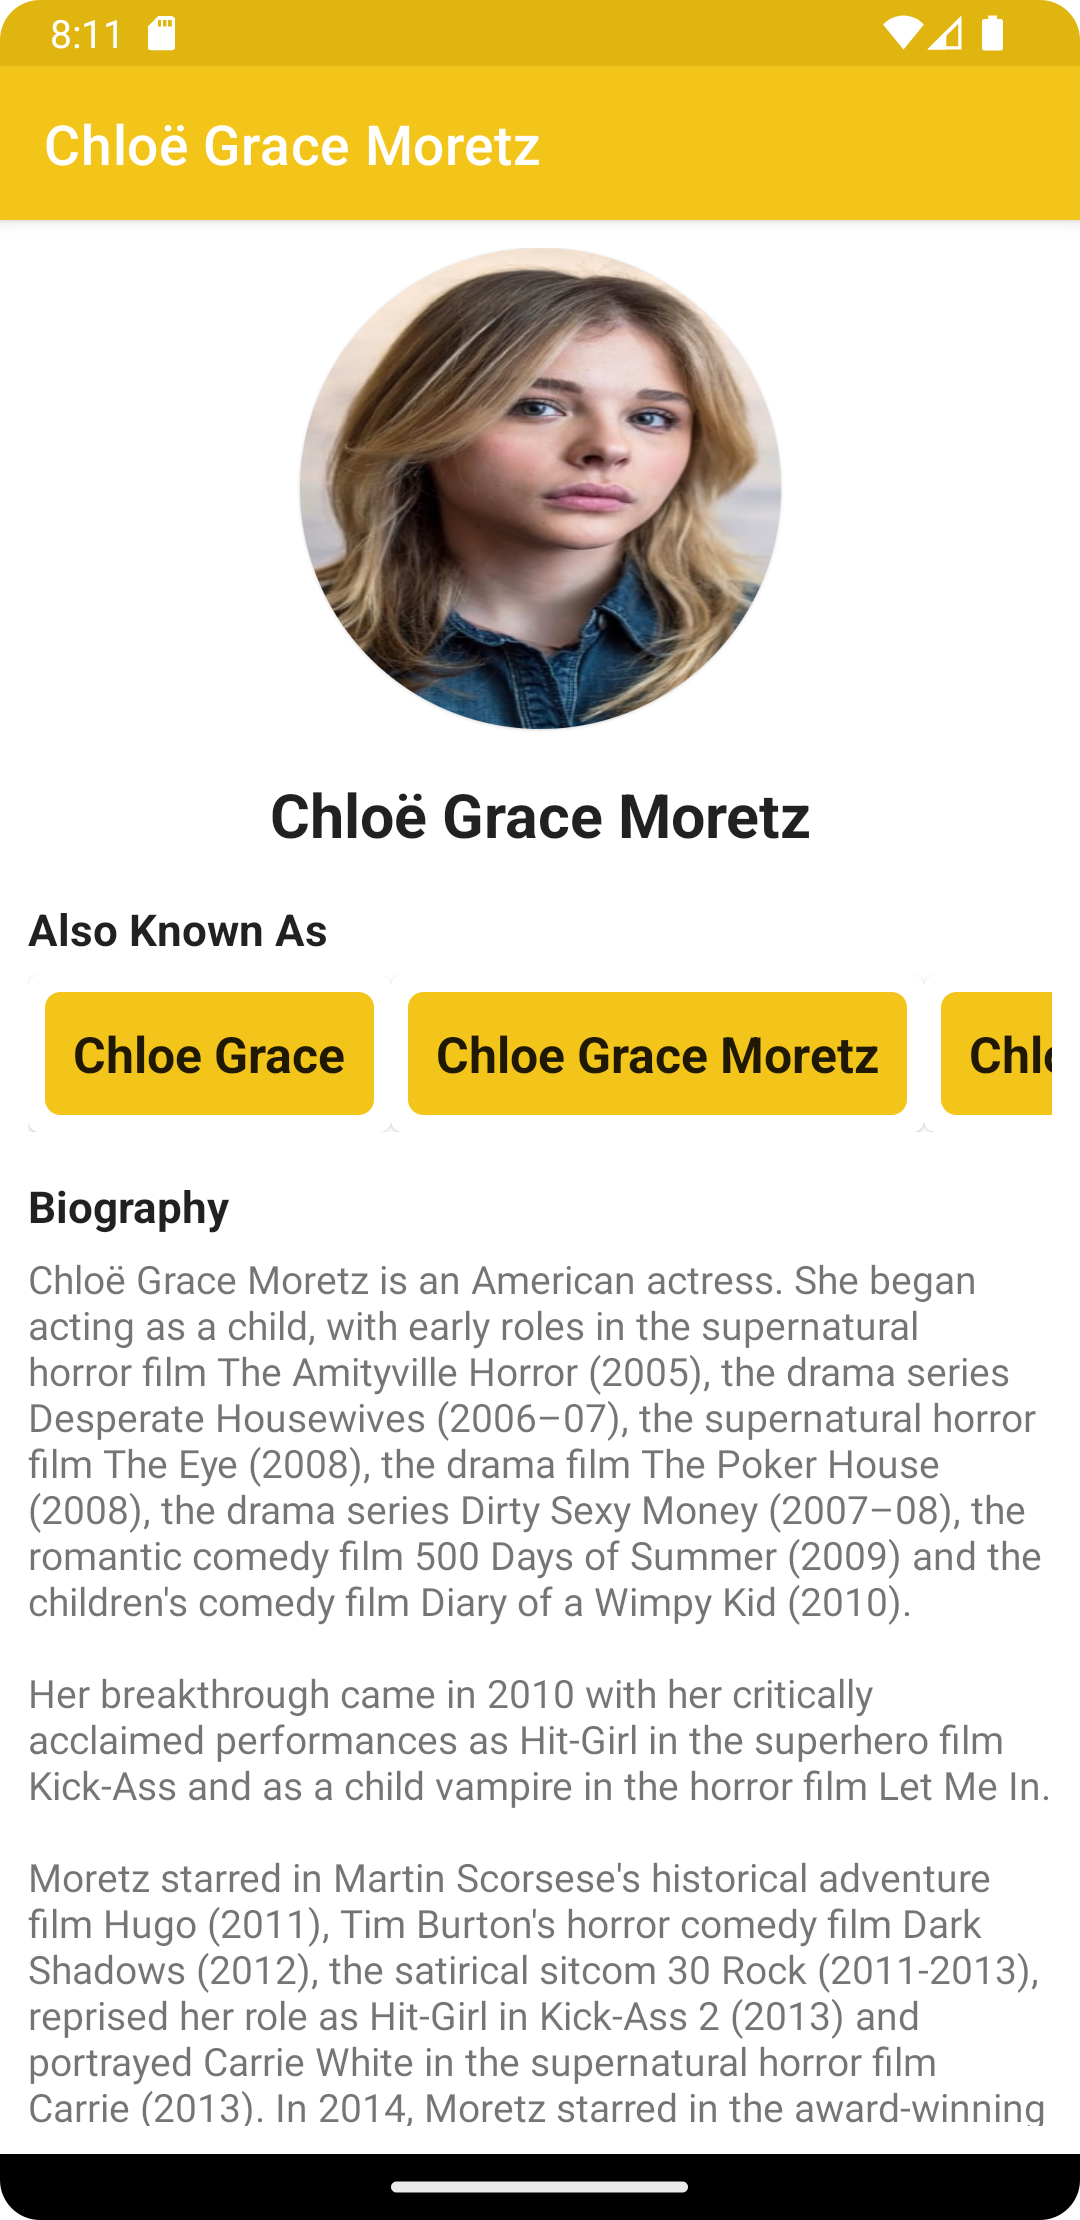 8:11
Chloë Grace Moretz
Chloë Grace Moretz
Also Known As
Chloe Grace
Chloe Grace Moretz
Biography
Chloë Grace Moretz is an American actress. She began
acting as a child, with early roles in the supernatural
horror film The Amityville Horror (2005), the drama series
Desperate Housewives (2006–07), the supernatural horror
film The Eye (2008), the drama film The Poker House
(2008), the drama series Dirty Sexy Money (2007–08), the
romantic comedy film 500 Days of Summer (2009) and the
children's comedy film Diary of a Wimpy Kid (2010).
Her breakthrough came in 2010 with her critically
acclaimed performances as Hit-Girl in the superhero film
Kick-Ass and as a child vampire in the horror film Let Me In.
Moretz starred in Martin Scorsese's historical adventure
film Hugo (2011), Tim Burton's horror comedy film Dark
Shadows (2012), the satirical sitcom 30 Rock (2011-2013),
reprised her role as Hit-Girl in Kick-Ass 2 (2013) and
portrayed Carrie White in the supernatural horror film
Carrie (2013). In 2014, Moretz starred in the award-winning